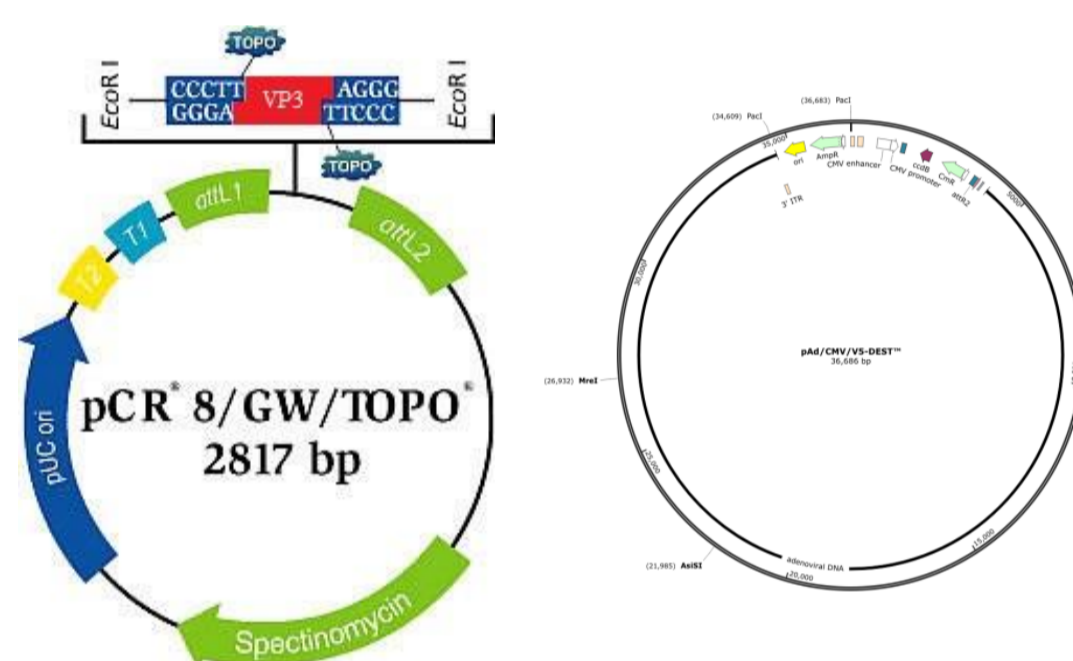 TOPO
EcoR I
CCCTT
GGGA
VP3
AGGG
TTCCC
EcoR I
TOPO
attL1
attL2
T1
T2
pUC ori
pCR® 8/GW/TOPO®
2817 bp
Spectinomycin
(36,683) PacI
(34,609) PacI
35,000
ori
AmpR
CMV enhancer
CMV promoter
ccdB
CmR
attR2
3' ITR
5000
30,000
pAd/CMV/V5-DEST™
36,686 bp
(26,932) MreI
25,000
(21,985) AsiSI
adenoviral DNA
20,000
15,000